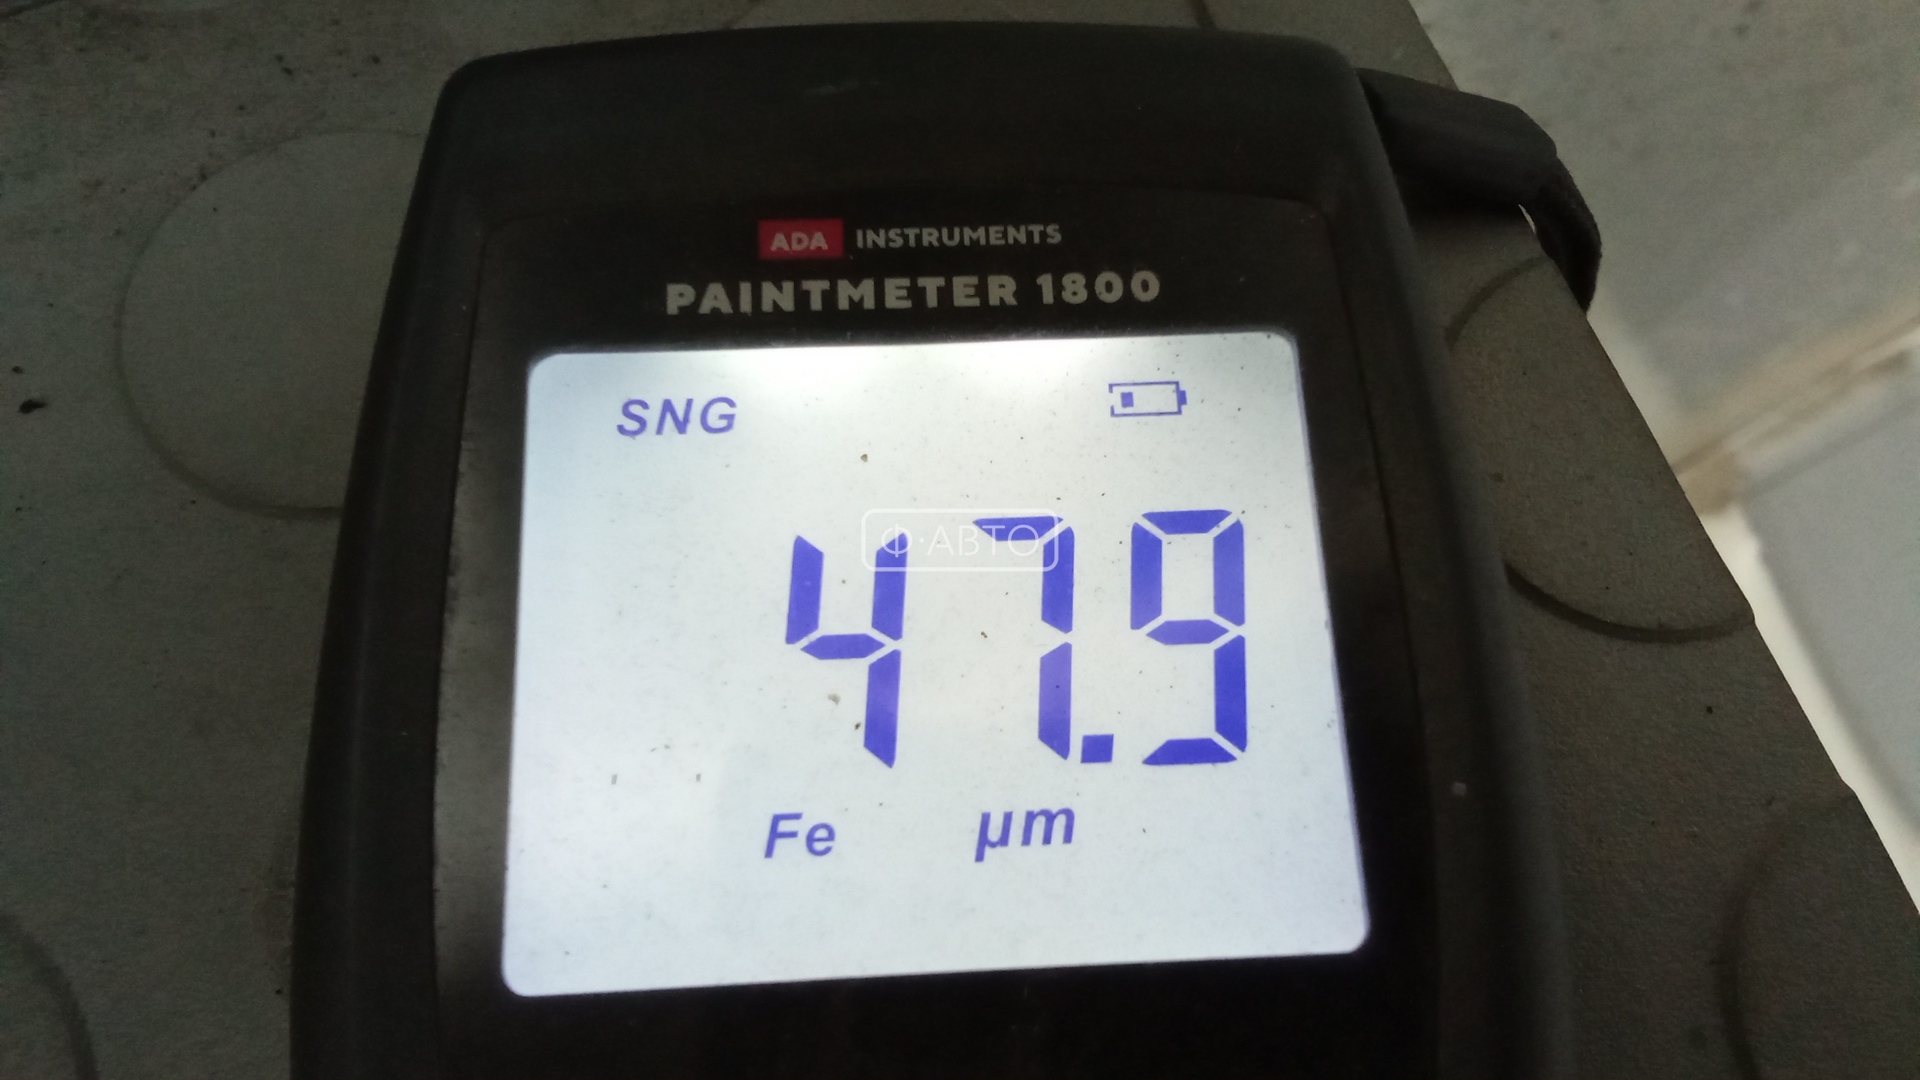 ADA INSTRUMENTS
PAINTMETER 1800
SNG
Ф·АВТО
47.9
Fe µm